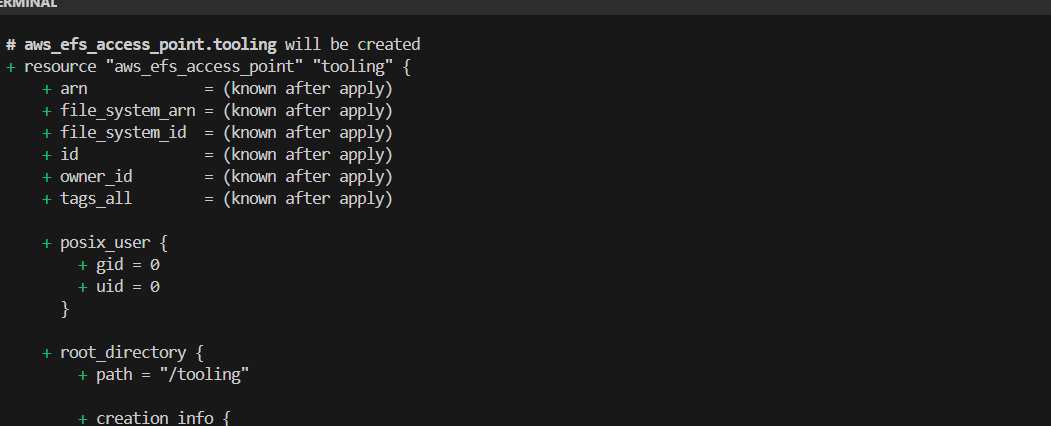 TERMINAL
# aws_efs_access_point.tooling will be created
+ resource "aws_efs_access_point" "tooling" {
+ arn = (known after apply)
+ file_system_arn = (known after apply)
+ file_system_id = (known after apply)
+ id = (known after apply)
+ owner_id = (known after apply)
+ tags_all = (known after apply)
+ posix_user {
+ gid = 0
+ uid = 0
}
+ root_directory {
+ path = "/tooling"
+ creation_info {